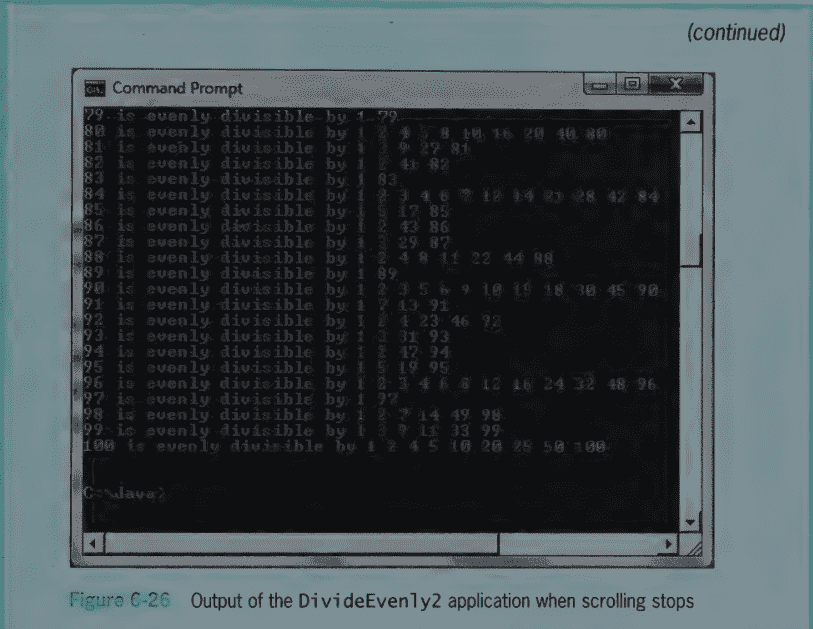 (continued)
Command Prompt
79 is evenly divisible by 1 79
80 is evenly divisible by 1 2 4 5 8 10 16 20 40 80
81 is evenly divisible by 1 3 9 27 81
82 is evenly divisible by 1 2 41 82
83 is evenly divisible by 1 83
84 is evenly divisible by 1 2 3 4 6 7 12 14 21 28 42 84
85 is evenly divisible by 1 5 17 85
86 is evenly divisible by 1 2 43 86
87 is evenly divisible by 1 3 29 87
88 is evenly divisible by 1 2 4 8 11 22 44 88
89 is evenly divisible by 1 89
90 is evenly divisible by 1 2 3 5 6 9 10 15 18 30 45 90
91 is evenly divisible by 1 7 13 91
92 is evenly divisible by 1 2 4 23 46 92
93 is evenly divisible by 1 3 31 93
94 is evenly divisible by 1 2 47 94
95 is evenly divisible by 1 5 19 95
96 is evenly divisible by 1 2 3 4 6 8 12 16 24 32 48 96
97 is evenly divisible by 1 97
98 is evenly divisible by 1 2 7 14 49 98
99 is evenly divisible by 1 3 9 11 33 99
100 is evenly divisible by 1 2 4 5 10 20 25 50 100
C:\Java>
Figure 6-26 Output of the DivideEvenly2 application when scrolling stops